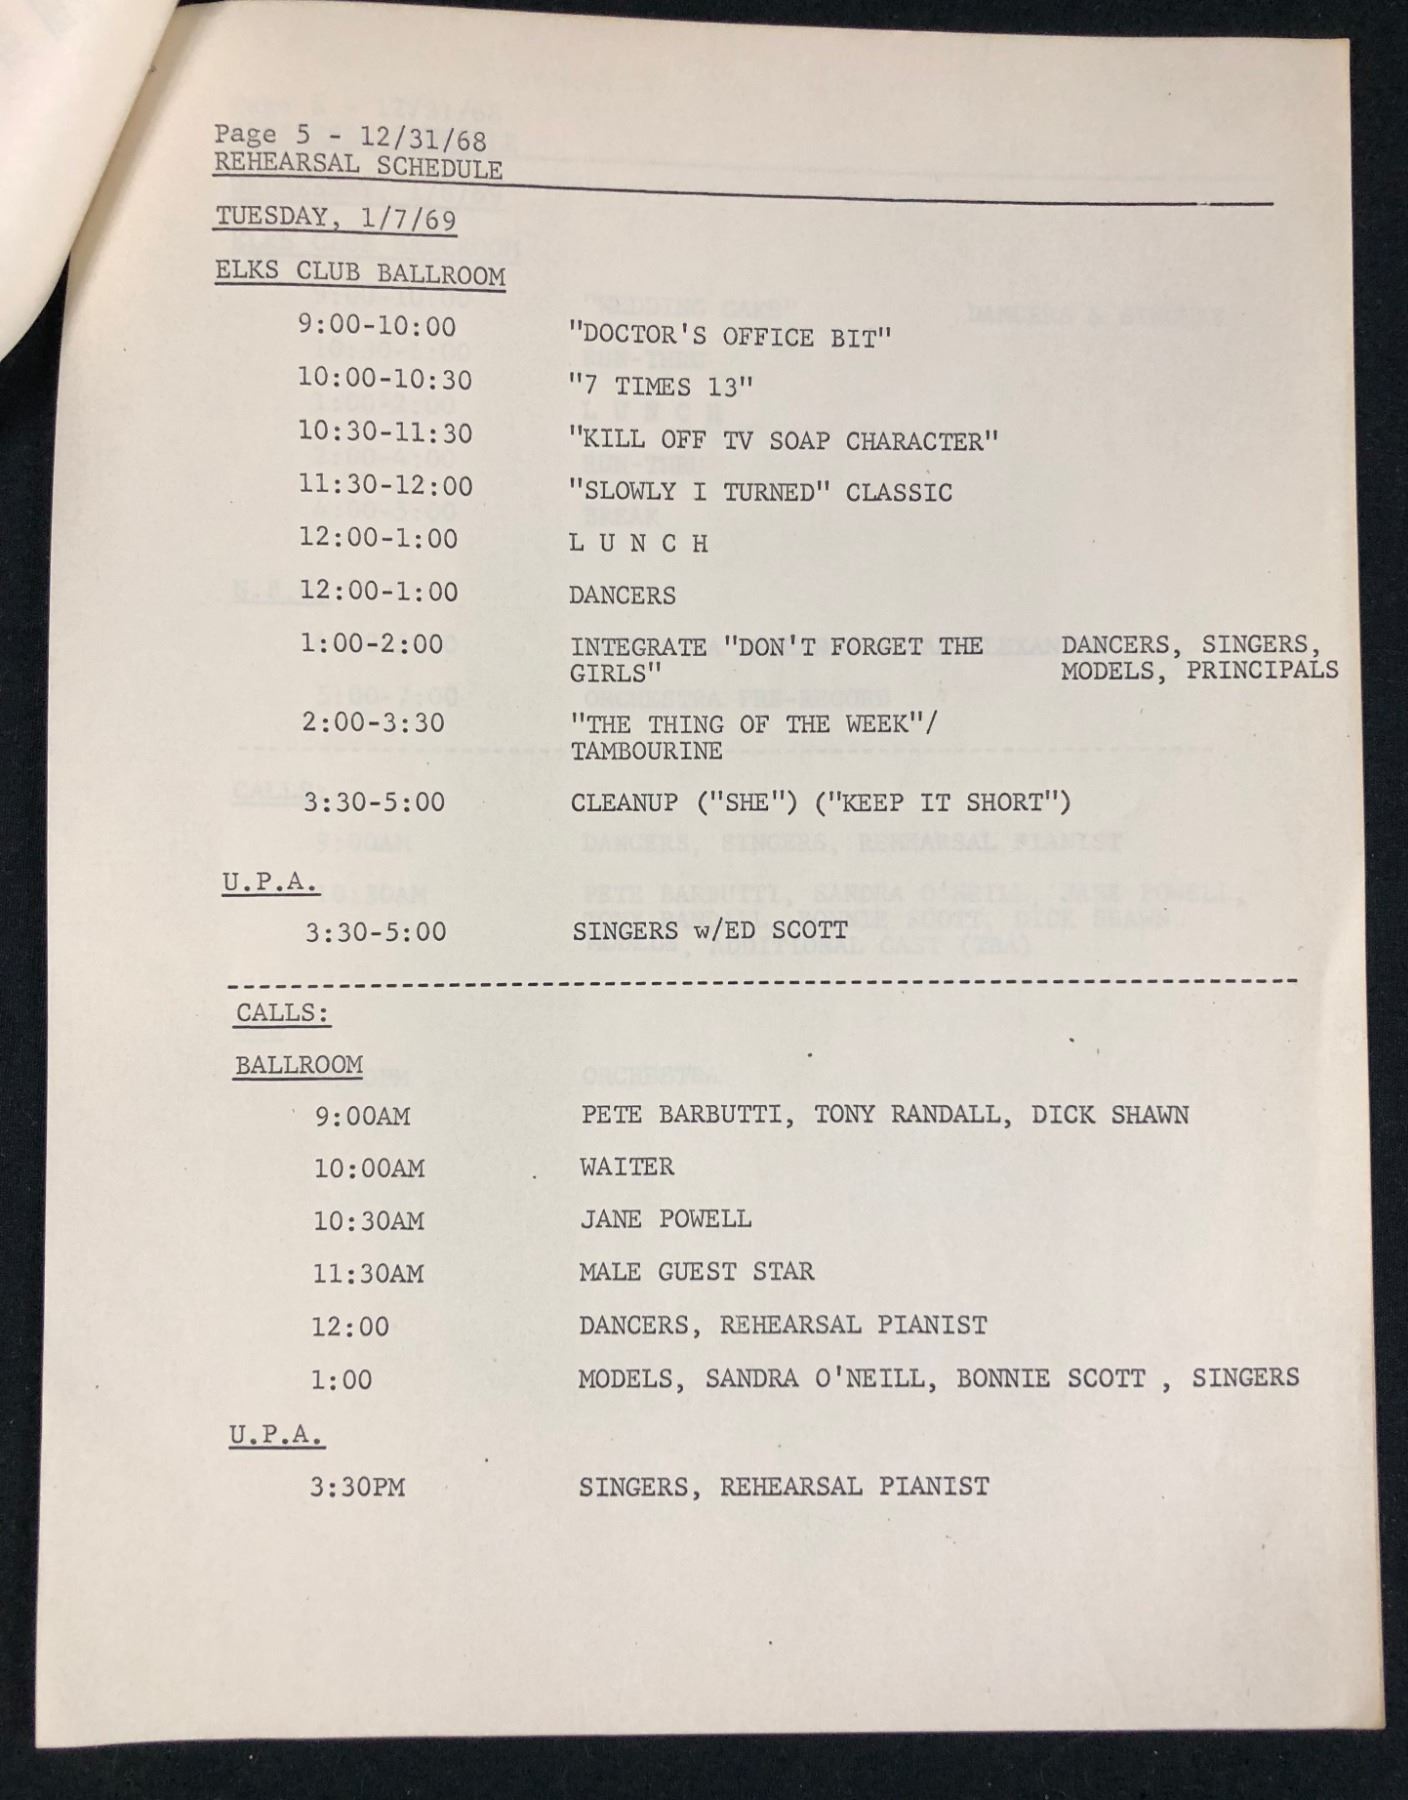 Page 5 - 12/31/68
REHEARSAL SCHEDULE
TUESDAY, 1/7/69
ELKS CLUB BALLROOM
9:00-10:00 "DOCTOR'S OFFICE BIT"
10:00-10:30 "7 TIMES 13"
10:30-11:30 "KILL OFF TV SOAP CHARACTER"
11:30-12:00 "SLOWLY I TURNED" CLASSIC
12:00-1:00 L U N C H
12:00-1:00 DANCERS
1:00-2:00 INTEGRATE "DON'T FORGET THE DANCERS, SINGERS,
GIRLS" MODELS, PRINCIPALS
2:00-3:30 "THE THING OF THE WEEK"/
TAMBOURINE
3:30-5:00 CLEANUP ("SHE") ("KEEP IT SHORT")
U.P.A.
3:30-5:00 SINGERS w/ED SCOTT
CALLS:
BALLROOM
9:00AM PETE BARBUTTI, TONY RANDALL, DICK SHAWN
10:00AM WAITER
10:30AM JANE POWELL
11:30AM MALE GUEST STAR
12:00 DANCERS, REHEARSAL PIANIST
1:00 MODELS, SANDRA O'NEILL, BONNIE SCOTT , SINGERS
U.P.A.
3:30PM SINGERS, REHEARSAL PIANIST